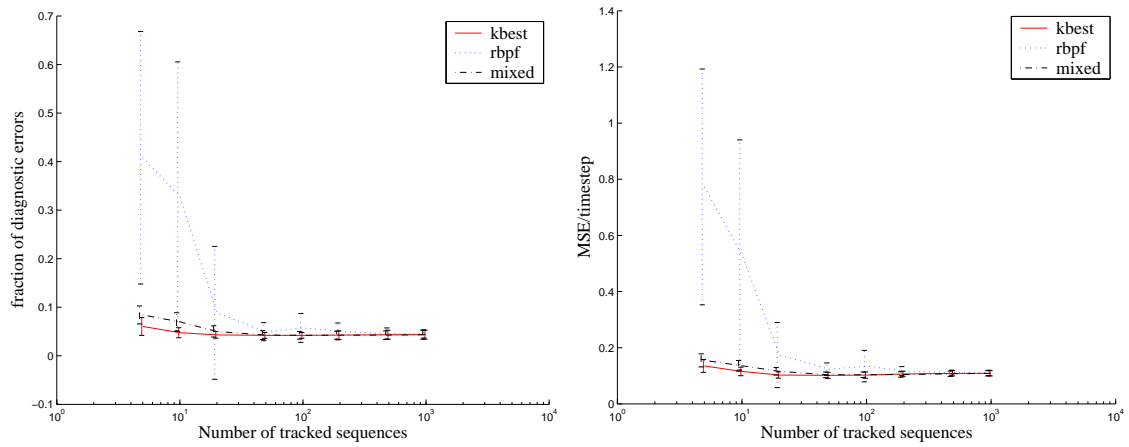 0.7
0.6
0.5
0.4
0.3
0.2
0.1
0
−0.1
fraction of diagnostic errors
10^0
10^1
10^2
10^3
10^4
Number of tracked sequences
kbest
rbpf
mixed
1.4
1.2
1
0.8
0.6
0.4
0.2
0
MSE/timestep
10^0
10^1
10^2
10^3
10^4
Number of tracked sequences
kbest
rbpf
mixed